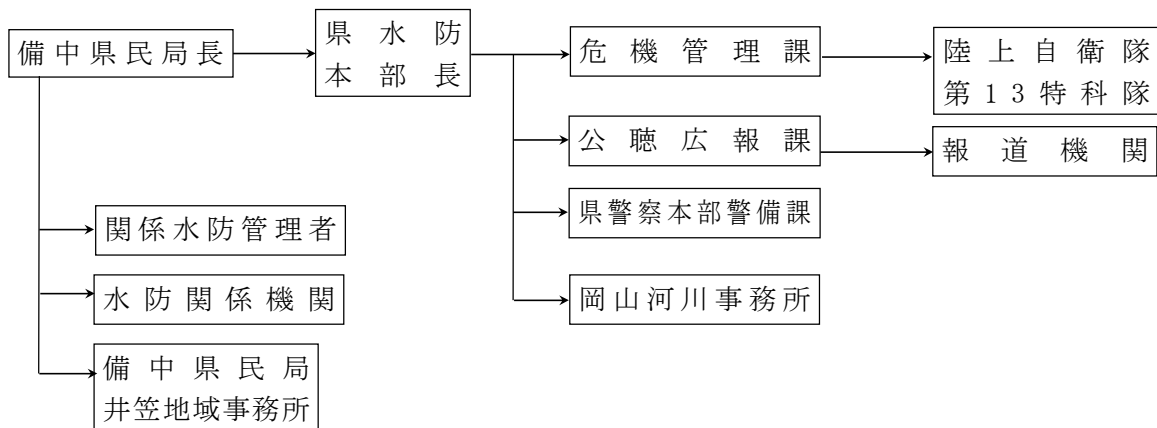 備中県民局長
県水防
本部長
危機管理課
陸上自衛隊
第13特科隊
公聴広報課
報道機関
県警察本部警備課
関係水防管理者
水防関係機関
岡山河川事務所
備中県民局
井笠地域事務所